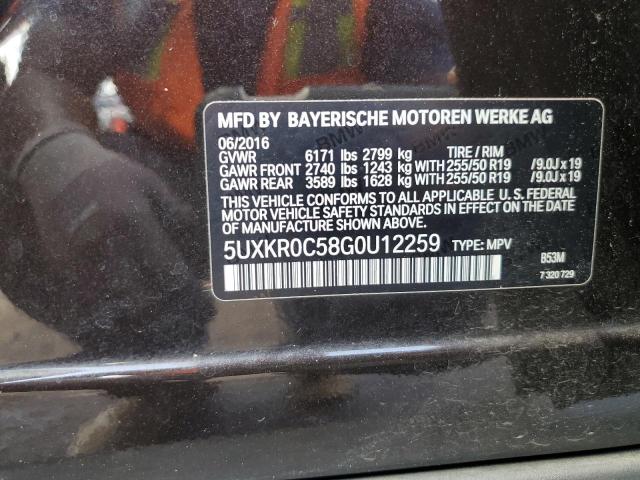 MFD BY BAYERISCHE MOTOREN WERKE AG
06/2016 TIRE / RIM
GVWR 6171 lbs 2799 kg
GAWR FRONT 2740 lbs 1243 kg WITH 255/50 R19 /9.0J x 19
GAWR REAR 3589 lbs 1628 kg WITH 255/50 R19 /9.0J x 19
THIS VEHICLE CONFORMS TO ALL APPLICABLE U.S. FEDERAL
MOTOR VEHICLE SAFETY STANDARDS IN EFFECT ON THE
DATE OF MANUFACTURE SHOWN ABOVE.
5UXKR0C58G0U12259 TYPE: MPV
B53M
7 320 729